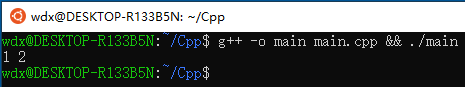 wdx@DESKTOP-R133B5N: ~/Cpp
wdx@DESKTOP-R133B5N:~/Cpp$ g++ -o main main.cpp && ./main
1 2
wdx@DESKTOP-R133B5N:~/Cpp$